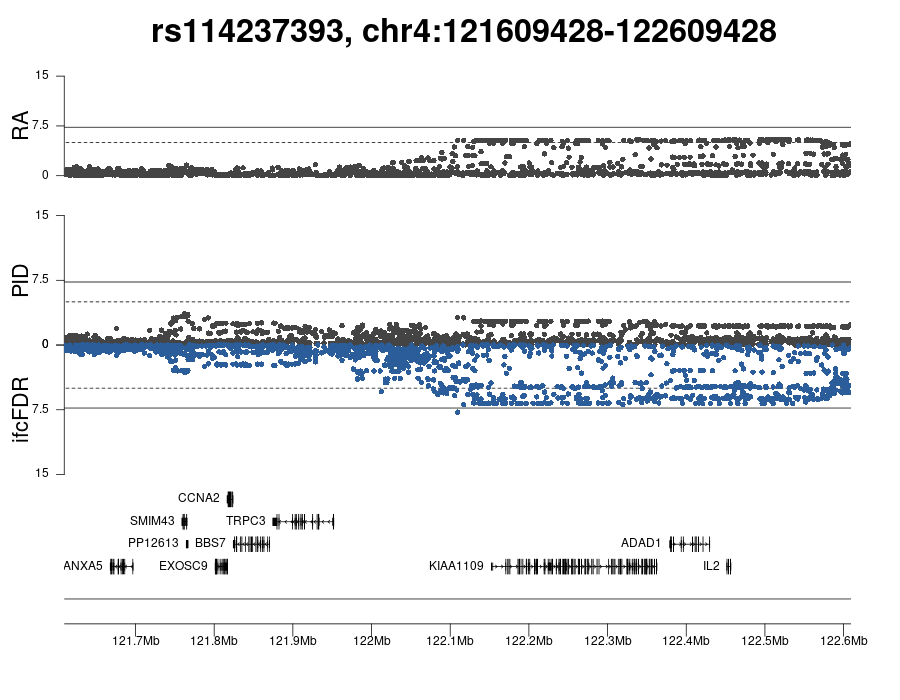 rs114237393, chr4:121609428-122609428
15
RA
7.5
0
15
PID
7.5
0
ifcFDR
7.5
15
CCNA2
SMIM43 TRPC3
PP12613 BBS7 ADAD1
ANXA5 EXOSC9 KIAA1109 IL2
121.7Mb 121.8Mb 121.9Mb 122Mb 122.1Mb 122.2Mb 122.3Mb 122.4Mb 122.5Mb 122.6Mb